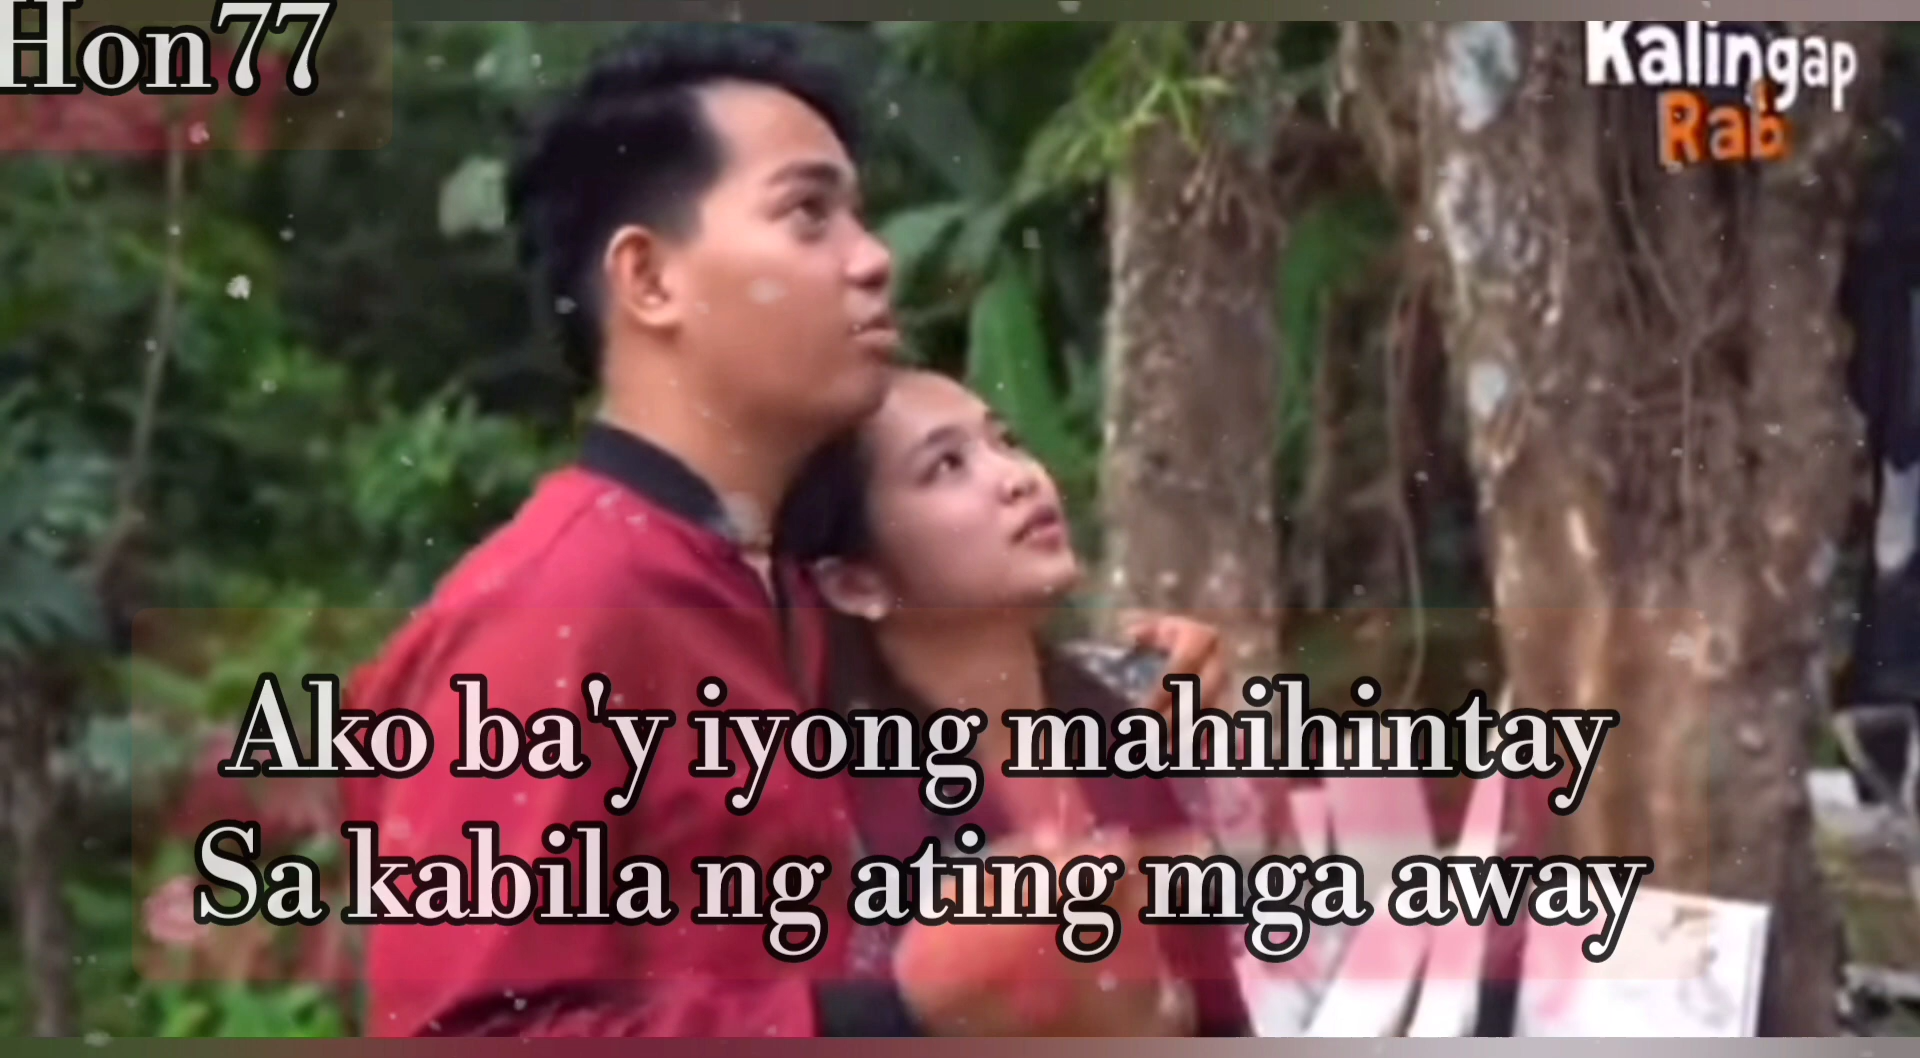 Hon77
Kalingap
Rab
Ako ba'y iyong mahihintay
Sa kabila ng ating mga away